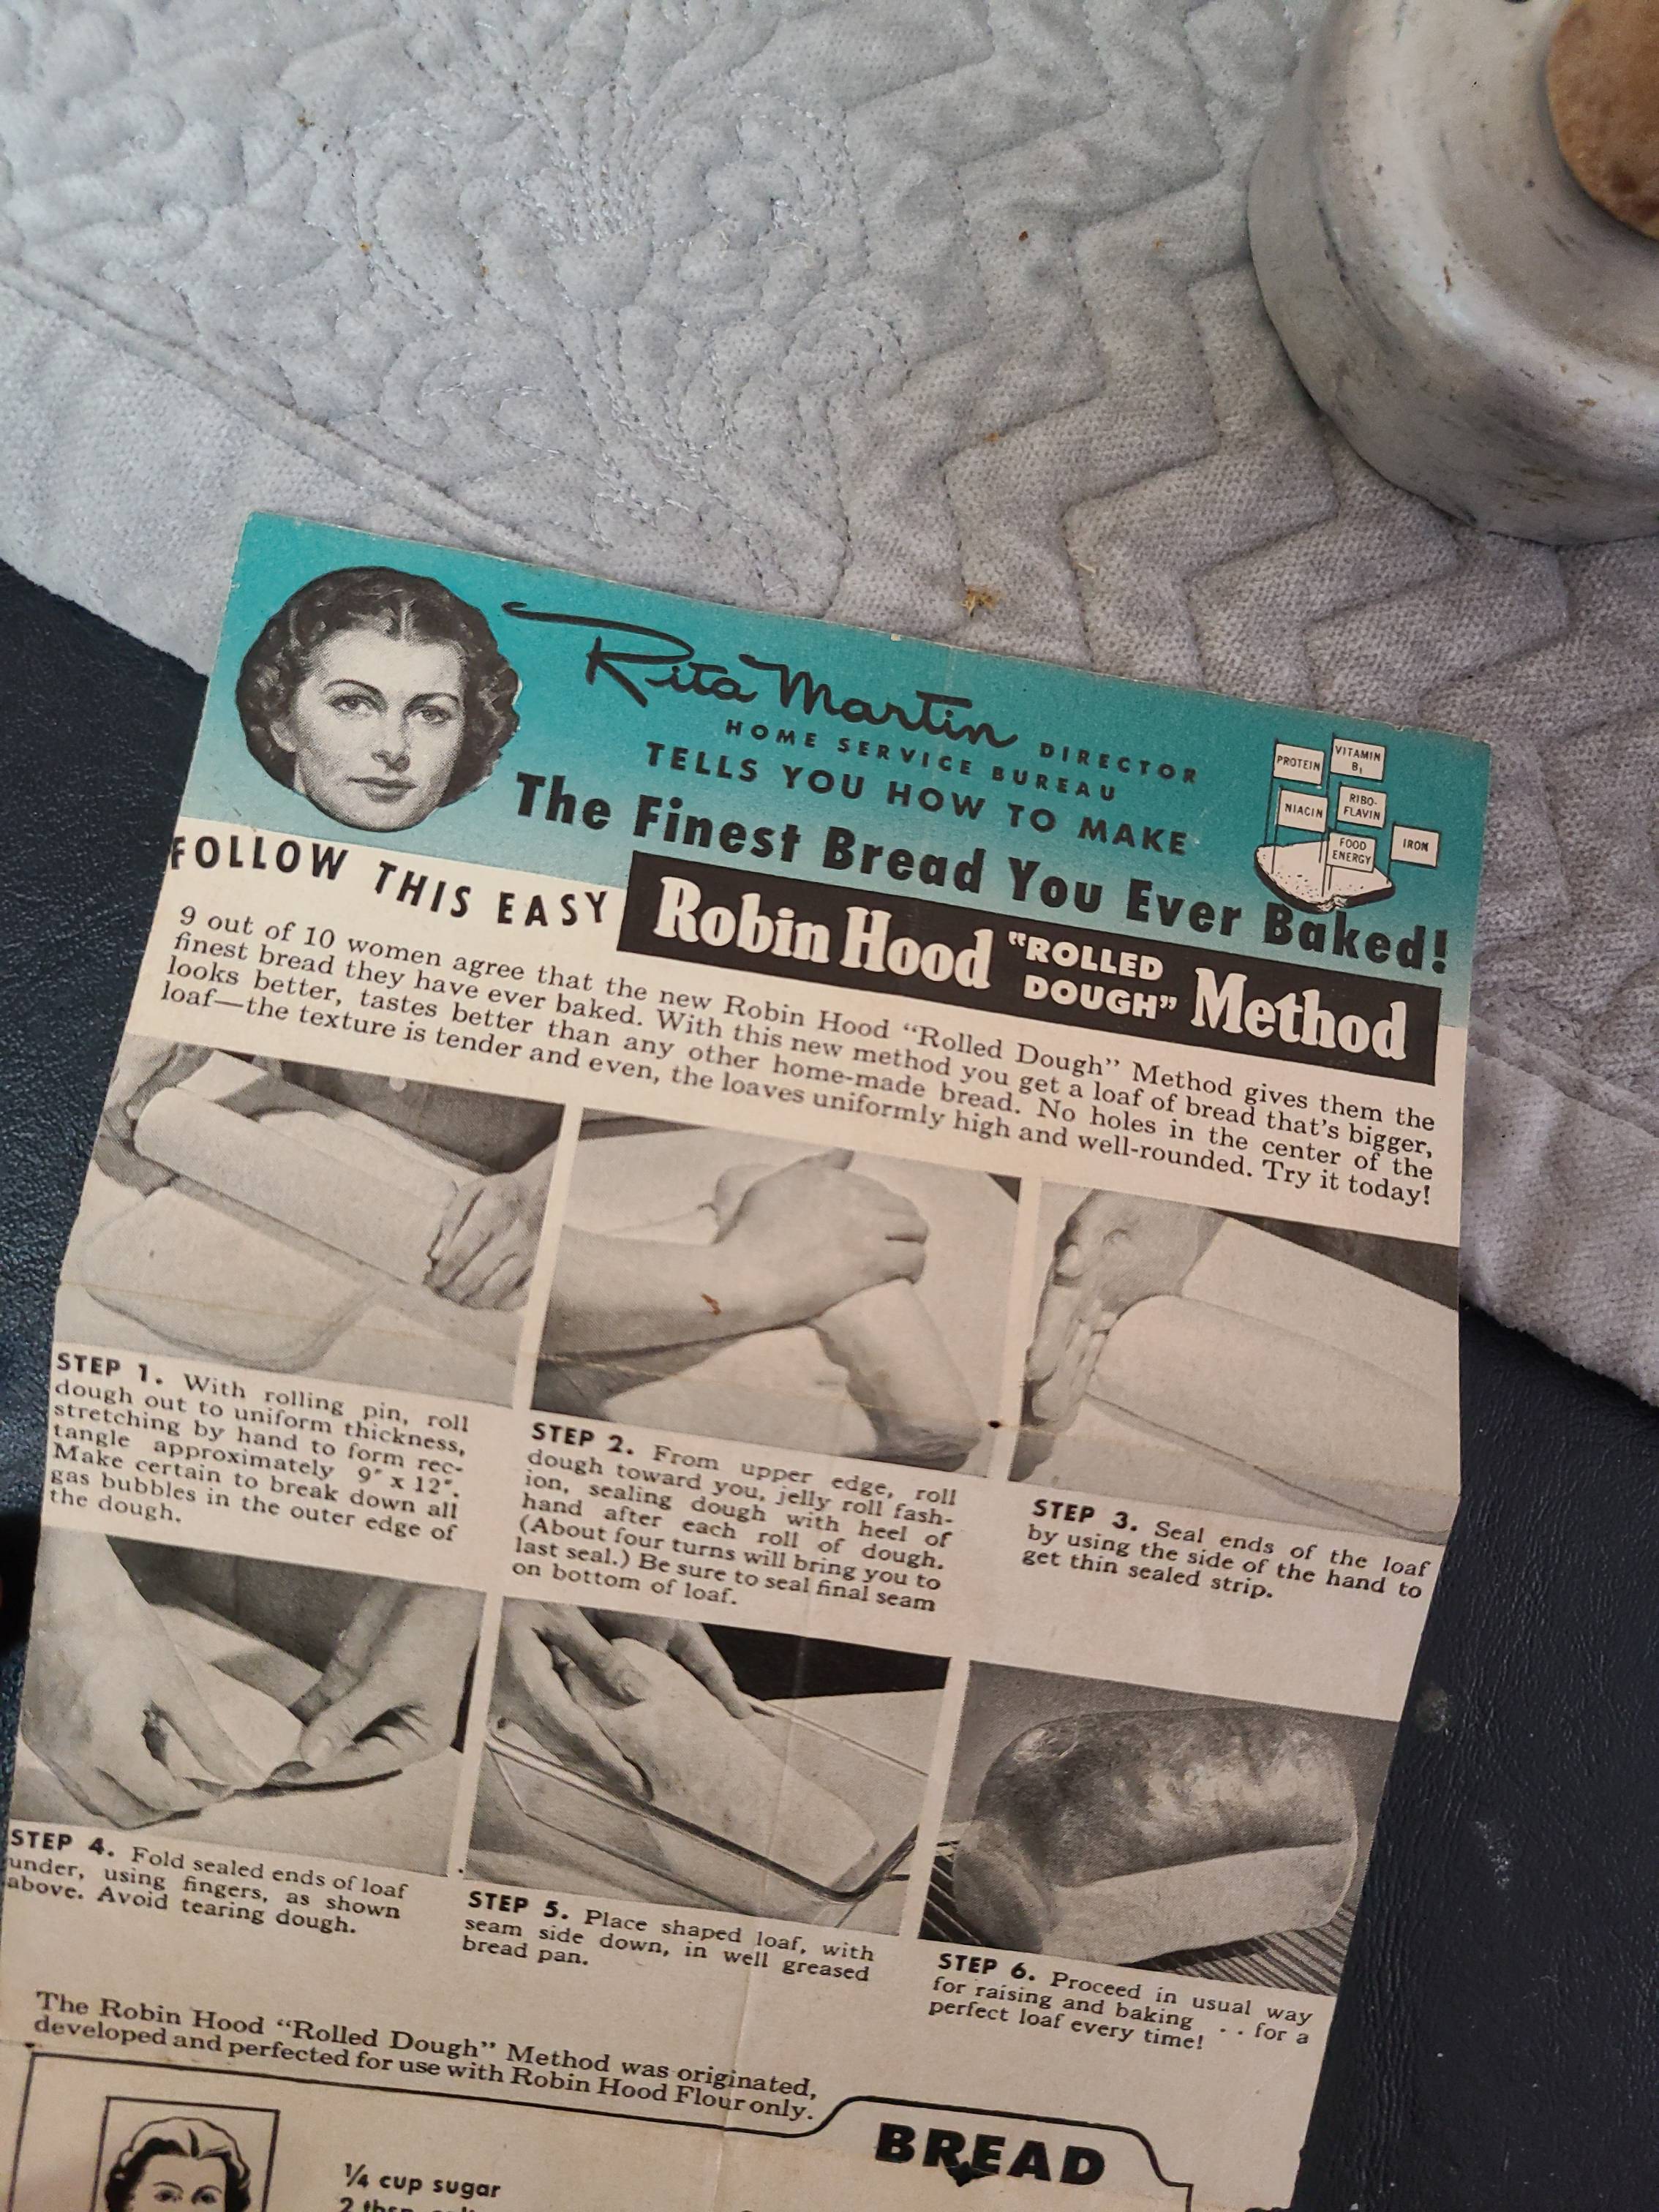 Rita Martin DIRECTOR
HOME SERVICE BUREAU
TELLS YOU HOW TO MAKE
The Finest Bread You Ever Baked!
PROTEIN
VITAMIN
B₁
NIACIN
RIBO-
FLAVIN
FOOD
ENERGY
IRON
FOLLOW THIS EASY
Robin Hood "ROLLED
DOUGH" Method
9 out of 10 women agree that the new Robin Hood "Rolled Dough" Method gives them the
finest bread they have ever baked. With this new method you get a loaf of bread that's bigger,
looks better, tastes better than any other home-made bread. No holes in the center of the
loaf—the texture is tender and even, the loaves uniformly high and well-rounded. Try it today!
STEP 1. With rolling pin, roll
dough out to uniform thickness,
stretching by hand to form rec-
tangle approximately 9" x 12".
Make certain to break down all
gas bubbles in the outer edge of
the dough.
STEP 2. From upper edge, roll
dough toward you, jelly roll fash-
ion, sealing dough with heel of
hand after each roll of dough.
(About four turns will bring you to
last seal.) Be sure to seal final seam
on bottom of loaf.
STEP 3. Seal ends of the loaf
by using the side of the hand to
get thin sealed strip.
STEP 4. Fold sealed ends of loaf
under, using fingers, as shown
above. Avoid tearing dough.
STEP 5. Place shaped loaf, with
seam side down, in well greased
bread pan.
STEP 6. Proceed in usual way
for raising and baking . . for a
perfect loaf every time!
The Robin Hood "Rolled Dough" Method was originated,
developed and perfected for use with Robin Hood Flour only.
BREAD
¼ cup sugar
2 tbsp.